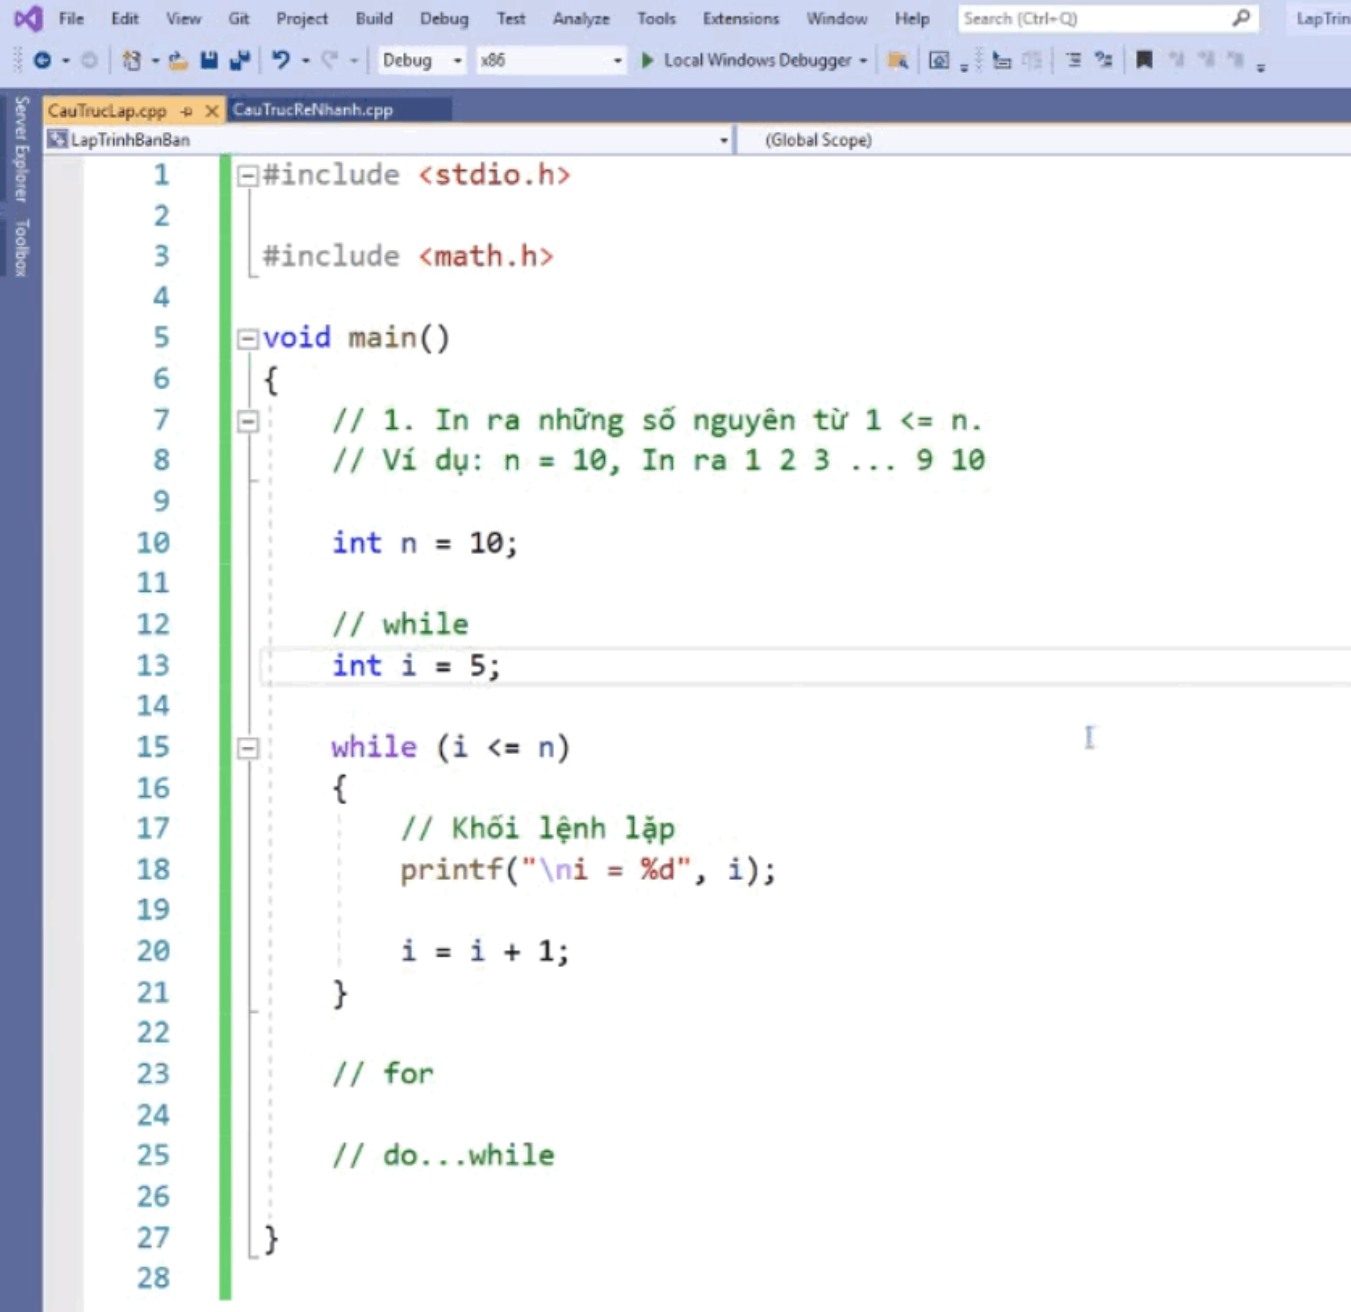 File Edit View Git Project Build Debug Test Analyze Tools Extensions Window Help Search (Ctrl+Q) LapTrin
Debug x86 Local Windows Debugger
Server Explorer
Toolbox
CauTrucLap.cpp CauTrucReNhanh.cpp
LapTrinhBanBan (Global Scope)
1 #include <stdio.h>
2
3 #include <math.h>
4
5 void main()
6 {
7 // 1. In ra những số nguyên từ 1 <= n.
8 // Ví dụ: n = 10, In ra 1 2 3 ... 9 10
9
10 int n = 10;
11
12 // while
13 int i = 5;
14
15 while (i <= n)
16 {
17 // Khối lệnh lặp
18 printf("\ni = %d", i);
19
20 i = i + 1;
21 }
22
23 // for
24
25 // do...while
26
27 }
28